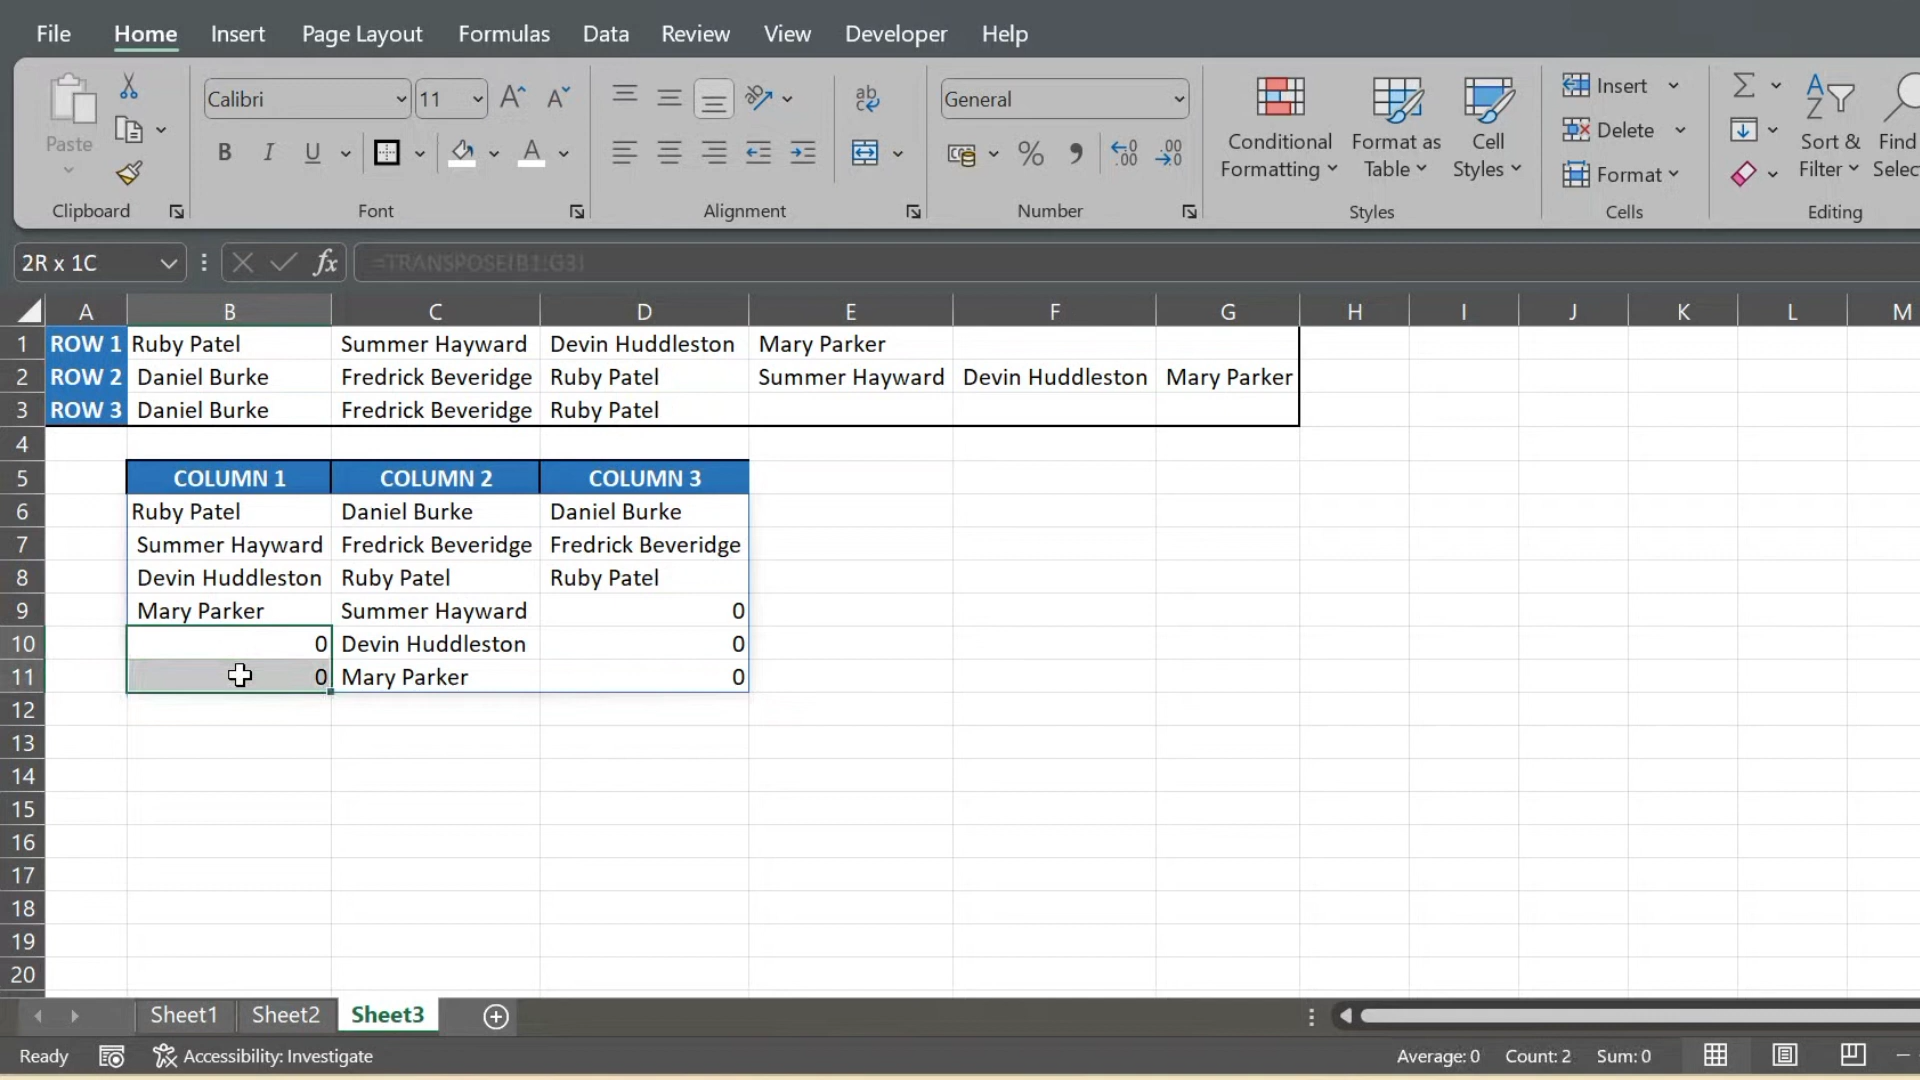 File Home Insert Page Layout Formulas Data Review View Developer Help
Calibri 11 General Insert
Paste Conditional Format as Cell Delete Sort & Find
Formatting Table Styles Format Filter Selec
Clipboard Font Alignment Number Styles Cells Editing
2R x 1C fx =TRANSPOSE(B1:G3)
A B C D E F G H I J K L M
1 ROW 1 Ruby Patel Summer Hayward Devin Huddleston Mary Parker
2 ROW 2 Daniel Burke Fredrick Beveridge Ruby Patel Summer Hayward Devin Huddleston Mary Parker
3 ROW 3 Daniel Burke Fredrick Beveridge Ruby Patel
4
5 COLUMN 1 COLUMN 2 COLUMN 3
6 Ruby Patel Daniel Burke Daniel Burke
7 Summer Hayward Fredrick Beveridge Fredrick Beveridge
8 Devin Huddleston Ruby Patel Ruby Patel
9 Mary Parker Summer Hayward 0
10 0 Devin Huddleston 0
11 0 Mary Parker 0
12
13
14
15
16
17
18
19
20
Sheet1 Sheet2 Sheet3
Ready Accessibility: Investigate Average: 0 Count: 2 Sum: 0